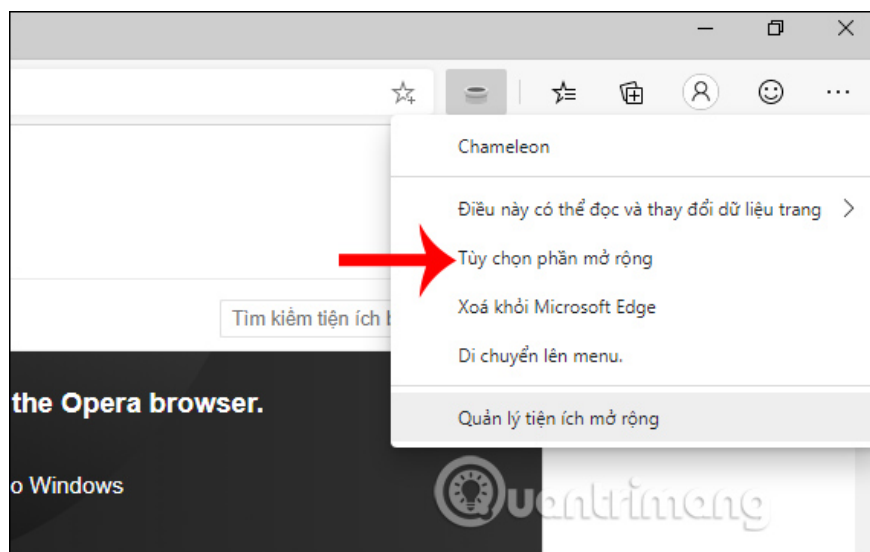 Chameleon
Điều này có thể đọc và thay đổi dữ liệu trang
Tùy chọn phần mở rộng
Tìm kiếm tiện ích
Xoá khỏi Microsoft Edge
Di chuyển lên menu.
the Opera browser.
Quản lý tiện ích mở rộng
o Windows
Quantrimang